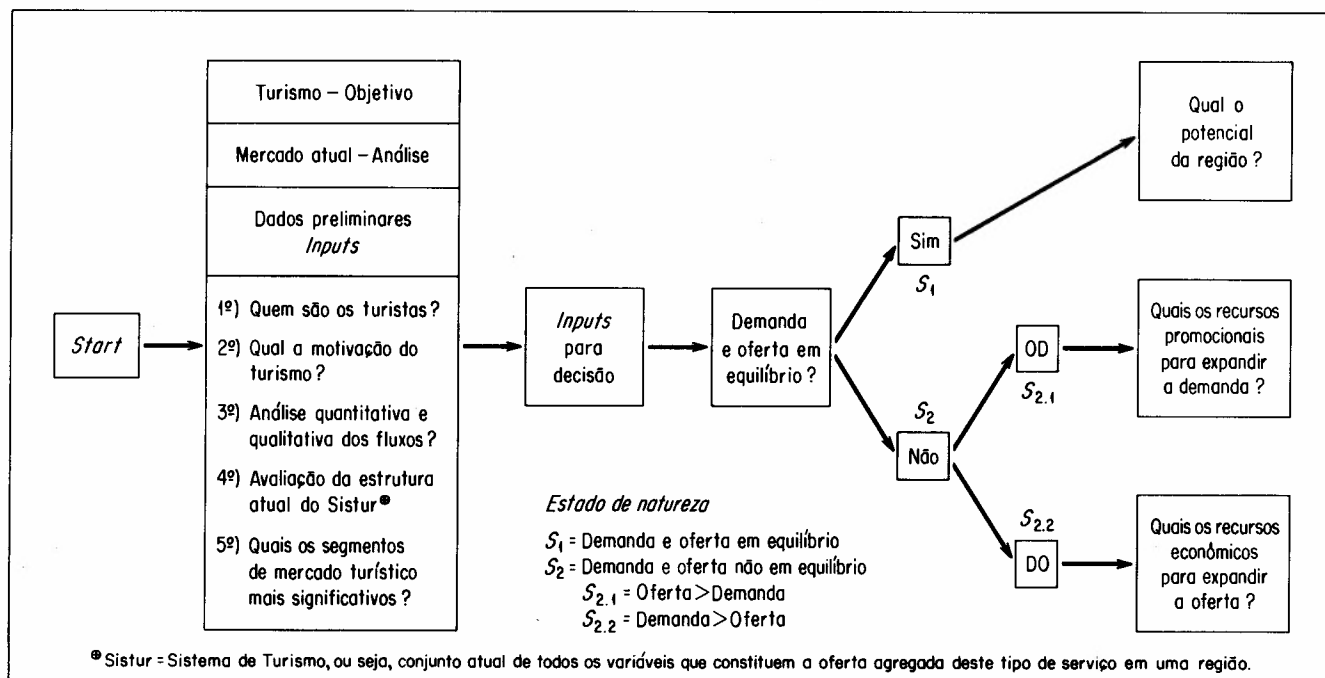 Start
Turismo – Objetivo
Mercado atual – Análise
Dados preliminares
Inputs
1º) Quem são os turistas?
2º) Qual a motivação do
turismo?
3º) Análise quantitativa e
qualitativa dos fluxos?
4º) Avaliação da estrutura
atual do Sistur⊕
5º) Quais os segmentos
de mercado turístico
mais significativos?
Inputs
para
decisão
Demanda
e oferta em
equilíbrio?
Sim
S1
S2
Não
OD
S2.1
S2.2
DO
Qual o
potencial
da região?
Quais os recursos
promocionais
para expandir
a demanda?
Quais os recursos
econômicos
para expandir
a oferta?
Estado de natureza
S1 = Demanda e oferta em equilíbrio
S2 = Demanda e oferta não em equilíbrio
S2.1 = Oferta > Demanda
S2.2 = Demanda > Oferta
⊕ Sistur = Sistema de Turismo, ou seja, conjunto atual de todos os variáveis que constituem a oferta agregada deste tipo de serviço em uma região.